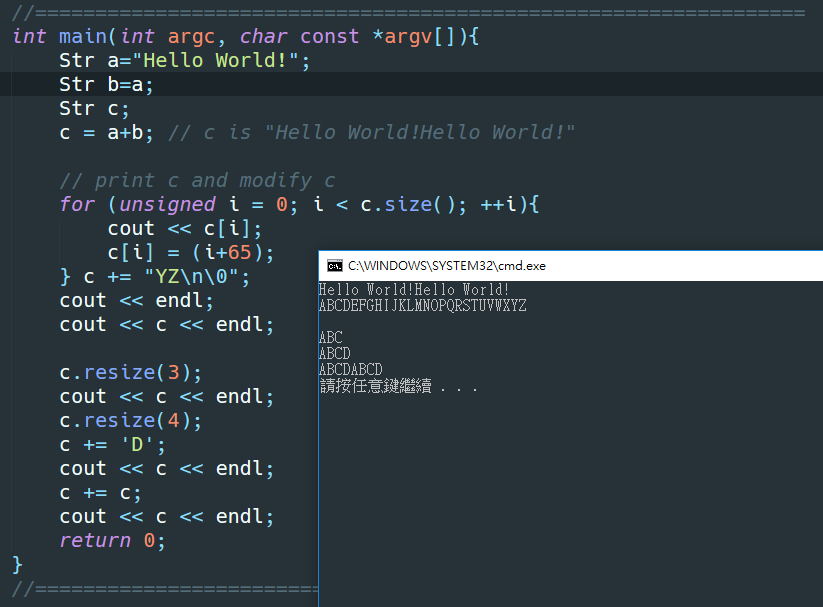 //================================================================
int main(int argc, char const *argv[]){
    Str a="Hello World!";
    Str b=a;
    Str c;
    c = a+b; // c is "Hello World!Hello World!"
    // print c and modify c
    for (unsigned i = 0; i < c.size(); ++i){
        cout << c[i];
        c[i] = (i+65);
    } c += "YZ\n\0";
    cout << endl;
    cout << c << endl;
    c.resize(3);
    cout << c << endl;
    c.resize(4);
    c += 'D';
    cout << c << endl;
    c += c;
    cout << c << endl;
    return 0;
}
//========================
C:\WINDOWS\SYSTEM32\cmd.exe
Hello World!Hello World!
ABCDEFGHIJKLMNOPQRSTUVWXYZ
ABC
ABCD
ABCDABCD
請按任意鍵繼續 . . .